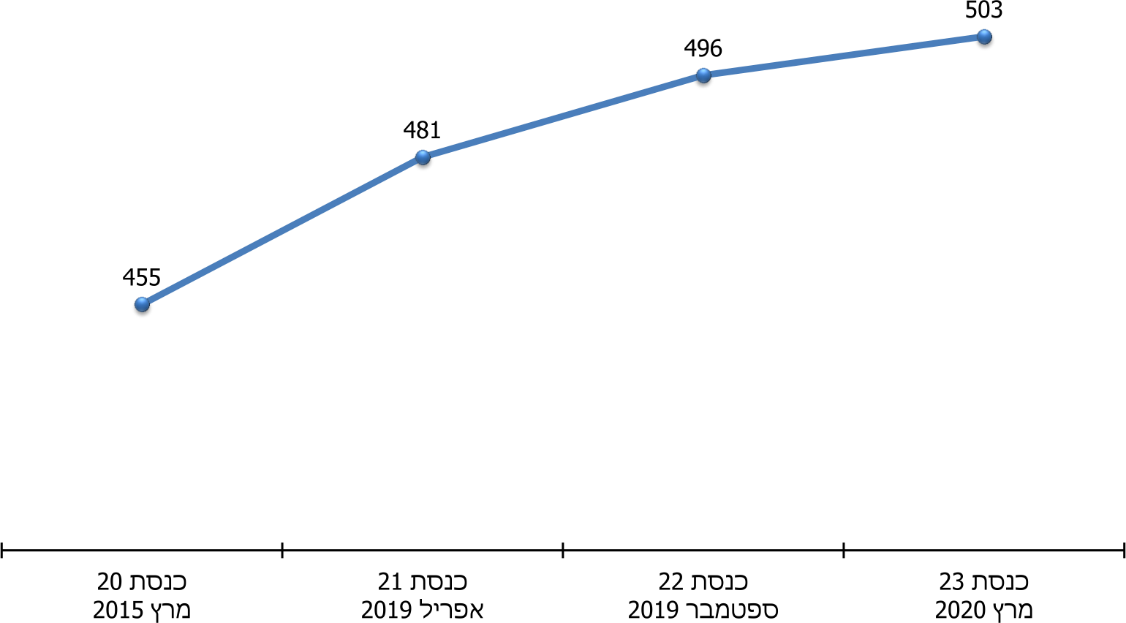 503
496
481
455
כנסת 20
מרץ 2015
כנסת 21
אפריל 2019
כנסת 22
ספטמבר 2019
כנסת 23
מרץ 2020